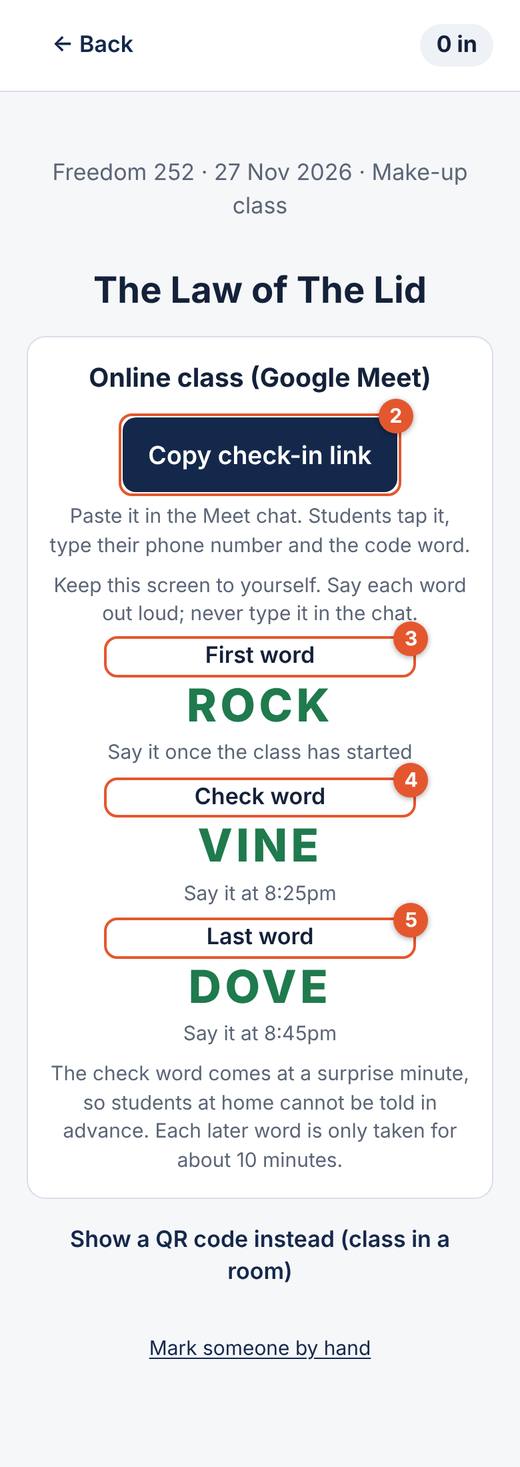 ← Back
0 in
Freedom 252 · 27 Nov 2026 · Make-up
class
The Law of The Lid
Online class (Google Meet)
2
Copy check-in link
Paste it in the Meet chat. Students tap it,
type their phone number and the code word.
Keep this screen to yourself. Say each word
out loud; never type it in the chat.
3
First word
ROCK
Say it once the class has started
4
Check word
VINE
Say it at 8:25pm
5
Last word
DOVE
Say it at 8:45pm
The check word comes at a surprise minute,
so students at home cannot be told in
advance. Each later word is only taken for
about 10 minutes.
Show a QR code instead (class in a
room)
Mark someone by hand